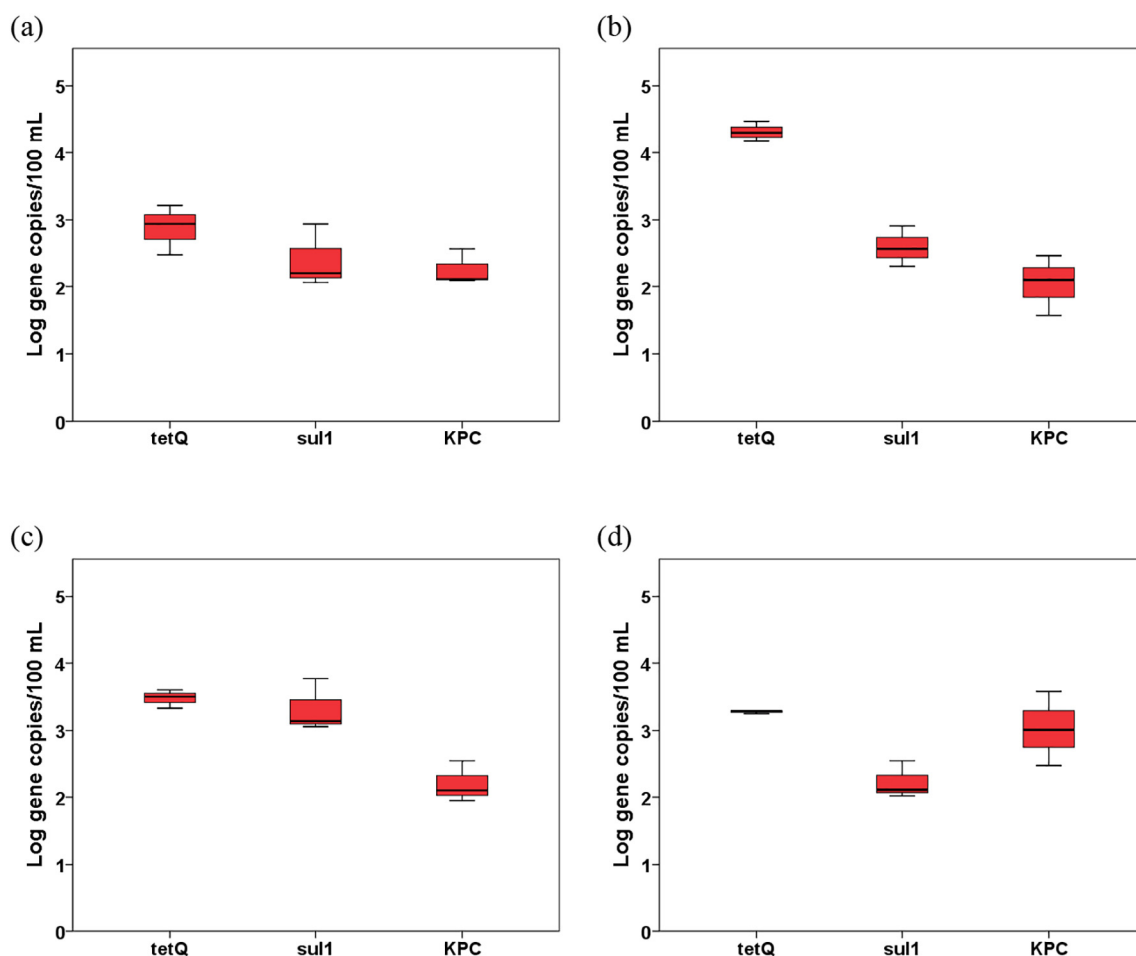 (a)
Log gene copies/100 mL
5
4
3
2
1
0
tetQ sul1 KPC
(b)
Log gene copies/100 mL
5
4
3
2
1
0
tetQ sul1 KPC
(c)
Log gene copies/100 mL
5
4
3
2
1
0
tetQ sul1 KPC
(d)
Log gene copies/100 mL
5
4
3
2
1
0
tetQ sul1 KPC